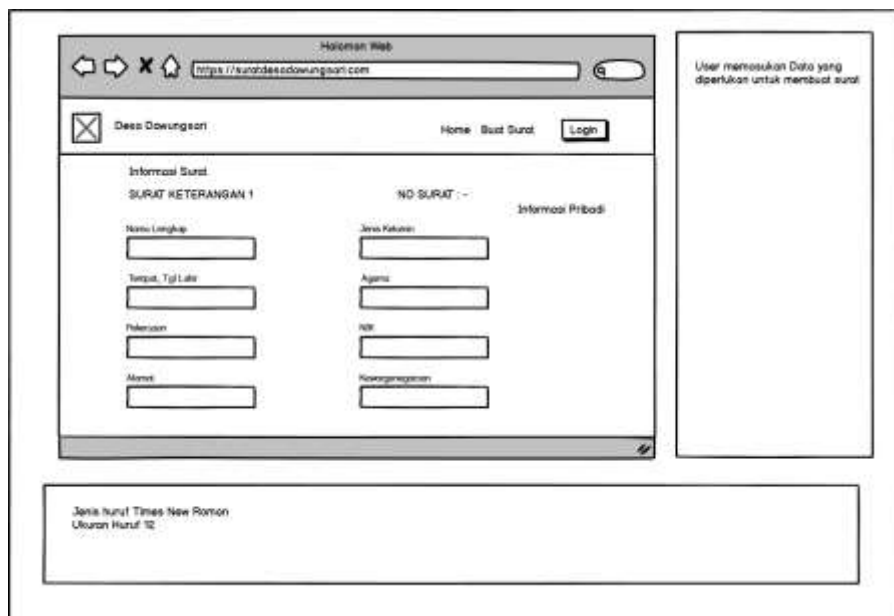 Halaman Web
https://suratdesadawungsari.com
Desa Dawungsari
Home Buat Surat Login
Informasi Surat
SURAT KETERANGAN 1 NO SURAT : -
Informasi Pribadi
Nama Lengkap Jenis Kelamin
Tempat, Tgl Lahir Agama
Pekerjaan NIK
Alamat Kewarganegaraan
User memasukan Data yang
diperlukan untuk membuat surat
Jenis huruf Times New Roman
Ukuran Huruf 12